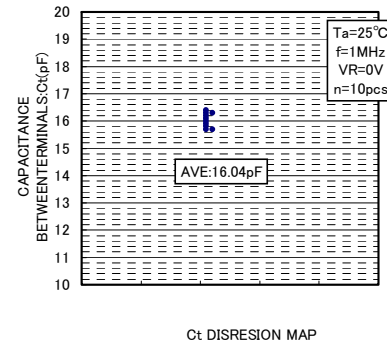 20
19
18
17
16
15
14
13
12
11
10
CAPACITANCE
BETWEENTERMINALS:Ct(pF)
Ta=25℃
f=1MHz
VR=0V
n=10pcs
AVE:16.04pF
Ct DISRESION MAP